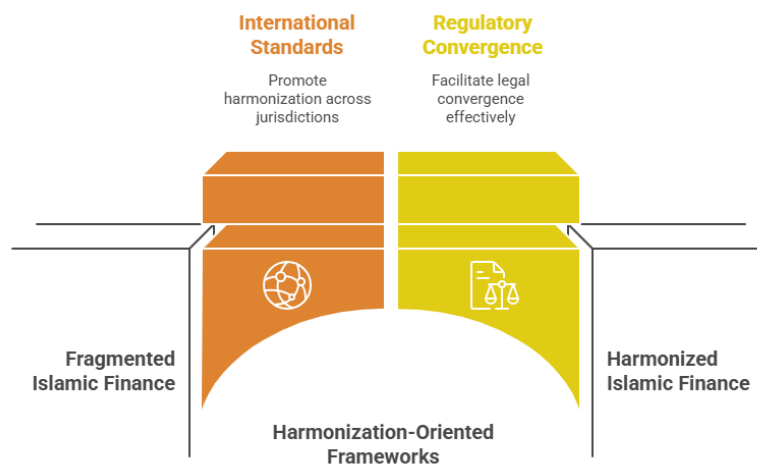 International
Standards
Promote
harmonization across
jurisdictions
Regulatory
Convergence
Facilitate legal
convergence
effectively
Fragmented
Islamic Finance
Harmonized
Islamic Finance
Harmonization-Oriented
Frameworks